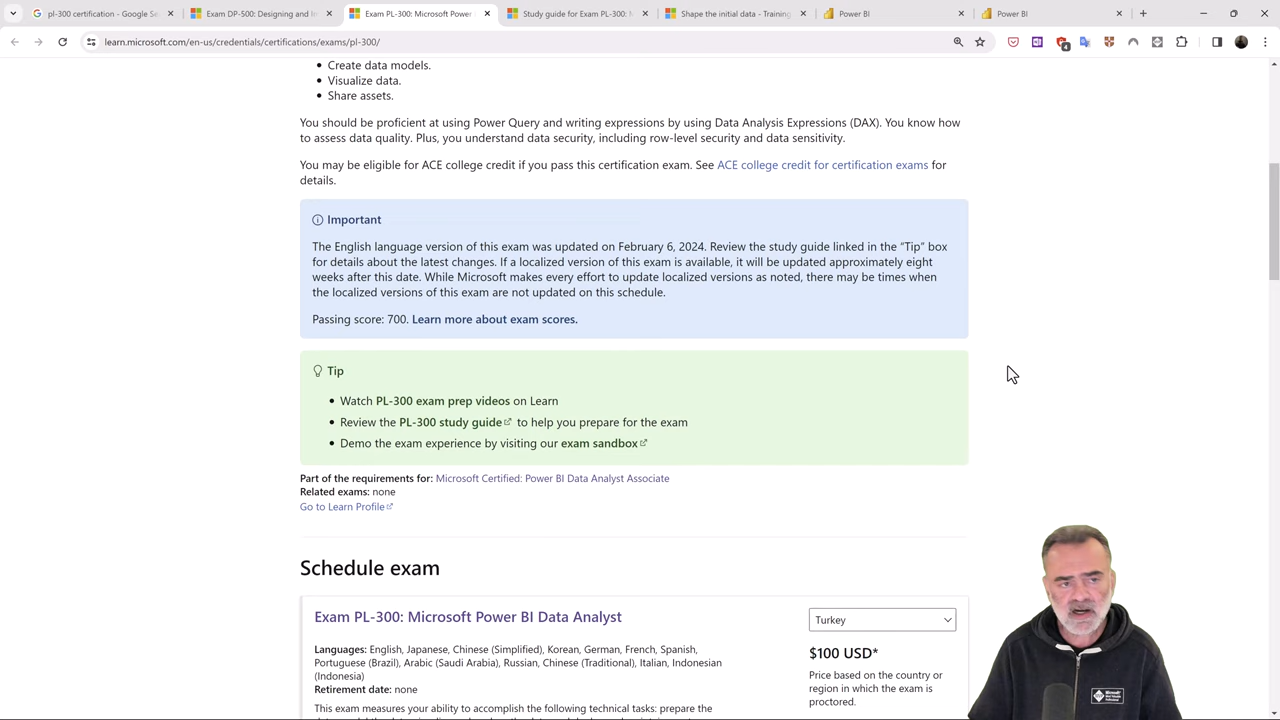 pl-300 certification - Google Se
Exam DP-500: Designing and Im
Exam PL-300: Microsoft Power
Study guide for Exam PL-300: M
Shape the initial data - Training
Power BI
Power BI
learn.microsoft.com/en-us/credentials/certifications/exams/pl-300/
4
• Create data models.
• Visualize data.
• Share assets.
You should be proficient at using Power Query and writing expressions by using Data Analysis Expressions (DAX). You know how
to assess data quality. Plus, you understand data security, including row-level security and data sensitivity.
You may be eligible for ACE college credit if you pass this certification exam. See ACE college credit for certification exams for
details.
Important
The English language version of this exam was updated on February 6, 2024. Review the study guide linked in the “Tip” box
for details about the latest changes. If a localized version of this exam is available, it will be updated approximately eight
weeks after this date. While Microsoft makes every effort to update localized versions as noted, there may be times when
the localized versions of this exam are not updated on this schedule.
Passing score: 700. Learn more about exam scores.
Tip
• Watch PL-300 exam prep videos on Learn
• Review the PL-300 study guide to help you prepare for the exam
• Demo the exam experience by visiting our exam sandbox
Part of the requirements for: Microsoft Certified: Power BI Data Analyst Associate
Related exams: none
Go to Learn Profile
Schedule exam
Exam PL-300: Microsoft Power BI Data Analyst
Languages: English, Japanese, Chinese (Simplified), Korean, German, French, Spanish,
Portuguese (Brazil), Arabic (Saudi Arabia), Russian, Chinese (Traditional), Italian, Indonesian
(Indonesia)
Retirement date: none
This exam measures your ability to accomplish the following technical tasks: prepare the
Turkey
$100 USD*
Price based on the country or
region in which the exam is
proctored.